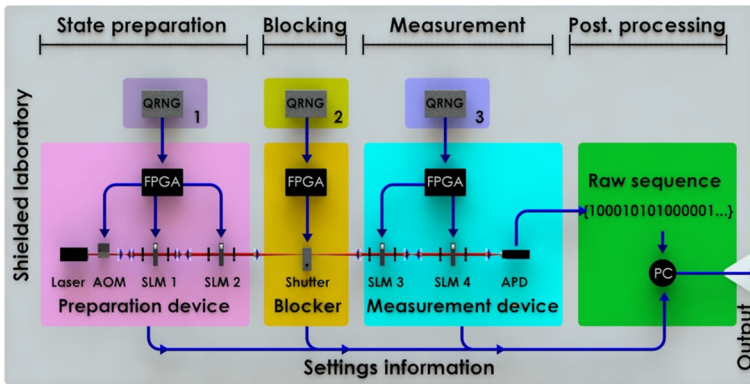 State preparation
Blocking
Measurement
Post. processing
Shielded laboratory
QRNG
1
QRNG
2
QRNG
3
FPGA
FPGA
FPGA
Raw sequence
{100010101000001...}
PC
Laser
AOM
SLM 1
SLM 2
Shutter
SLM 3
SLM 4
APD
Preparation device
Blocker
Measurement device
Settings information
Output